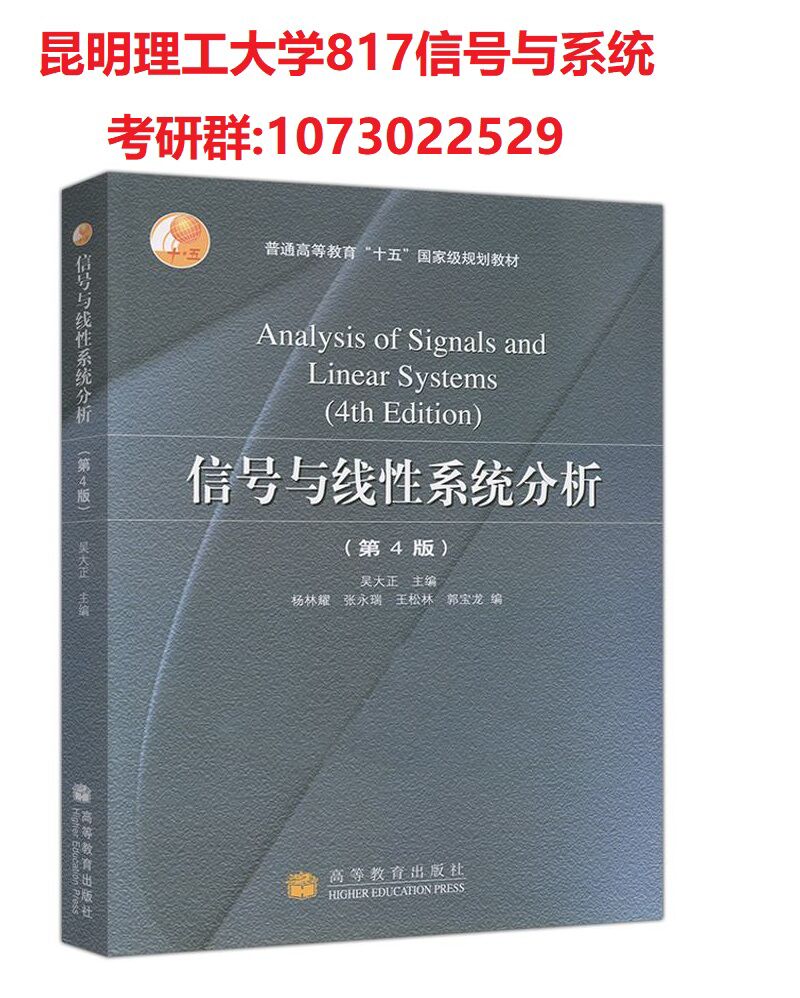 昆明理工大学817信号与系统
考研群:1073022529
十·五
普通高等教育“十五”国家级规划教材
Analysis of Signals and
Linear Systems
(4th Edition)
信号与线性系统分析
(第4版)
吴大正 主编
杨林耀 张永瑞 王松林 郭宝龙 编
高等教育出版社
HIGHER EDUCATION PRESS
信号与线性系统分析
(第4版)
吴大正 主编
高等教育出版社
Higher Education Press